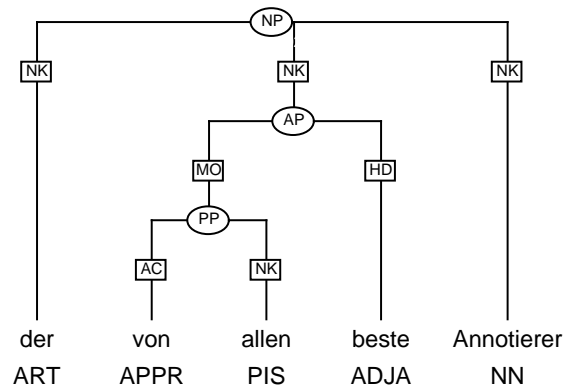 NP
NK NK NK
AP
MO HD
PP
AC NK
der von allen beste Annotierer
ART APPR PIS ADJA NN